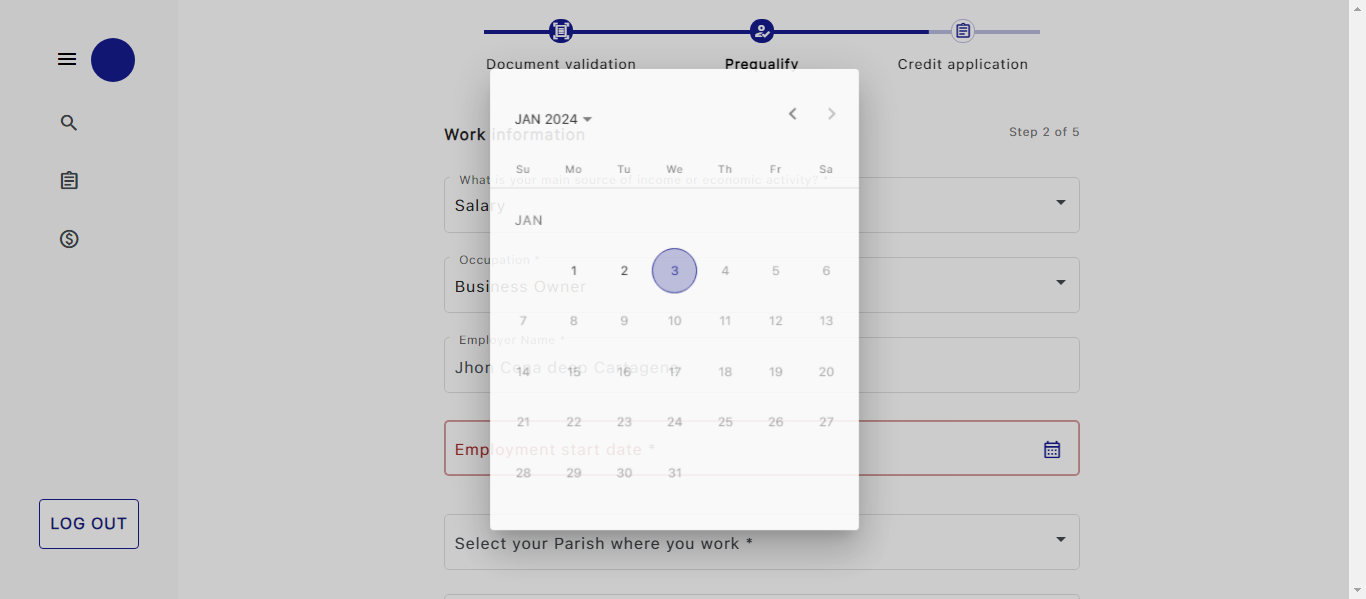 Document validation
Prequalify
Credit application
Work information
Step 2 of 5
JAN 2024
Su Mo Tu We Th Fr Sa
What is your main source of income or economic activity? *
Salary
JAN
Occupation *
1 2 3 4 5 6
Business Owner
7 8 9 10 11 12 13
Employer Name *
Jhon Cena deep Cartagena
14 15 16 17 18 19 20
21 22 23 24 25 26 27
Employment start date *
28 29 30 31
LOG OUT
Select your Parish where you work *